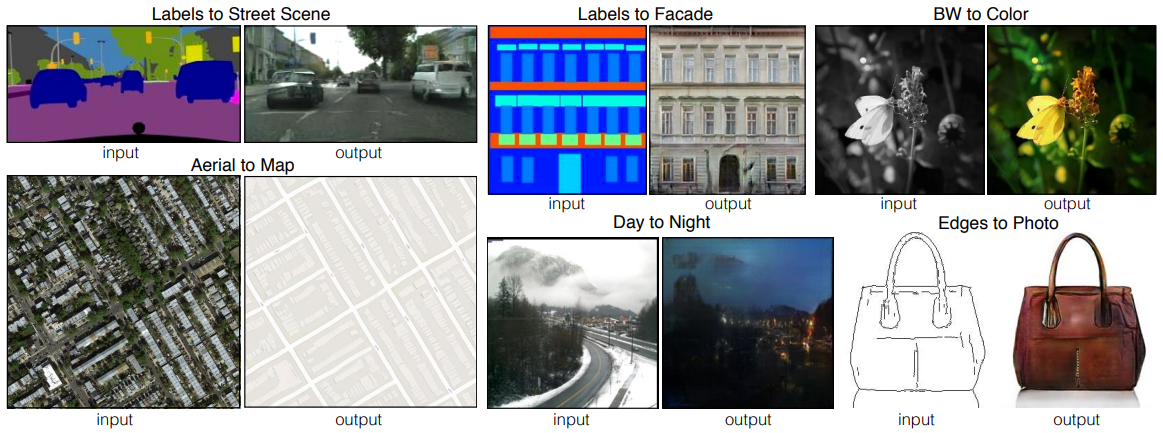 Labels to Street Scene
input output
Aerial to Map
input output
Labels to Facade
input output
BW to Color
input output
Day to Night
input output
Edges to Photo
input output